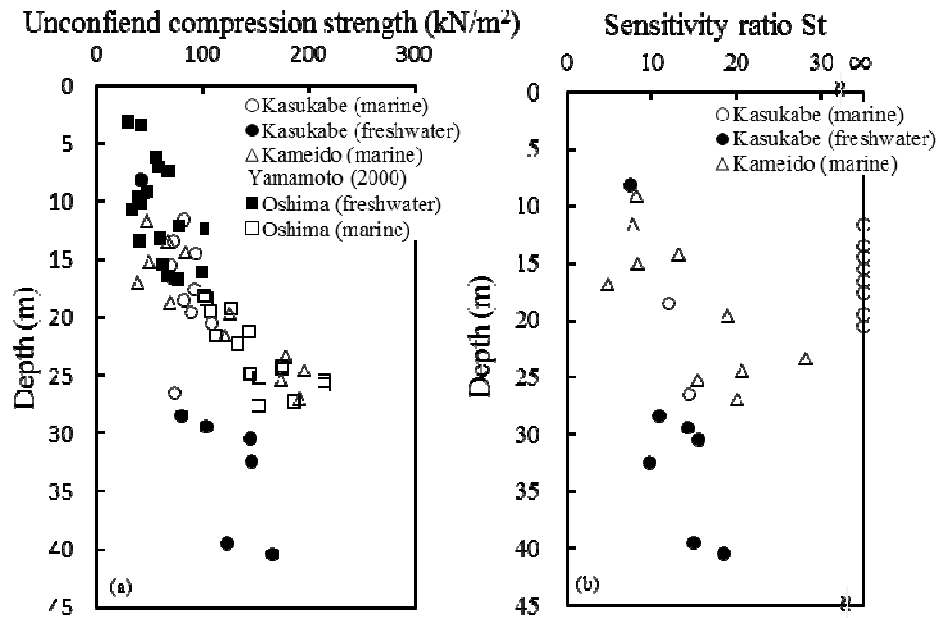 Unconfiend compression strength (kN/m²)
0 100 200 300
0
5
10
15
20
25
30
35
40
45
Depth (m)
Kasukabe (marine)
Kasukabe (freshwater)
Kameido (marine)
Yamamoto (2000)
Oshima (freshwater)
Oshima (marine)
(a)
Sensitivity ratio St
0 10 20 30 ∞
0
5
10
15
20
25
30
35
40
45
Depth (m)
Kasukabe (marine)
Kasukabe (freshwater)
Kameido (marine)
(b)